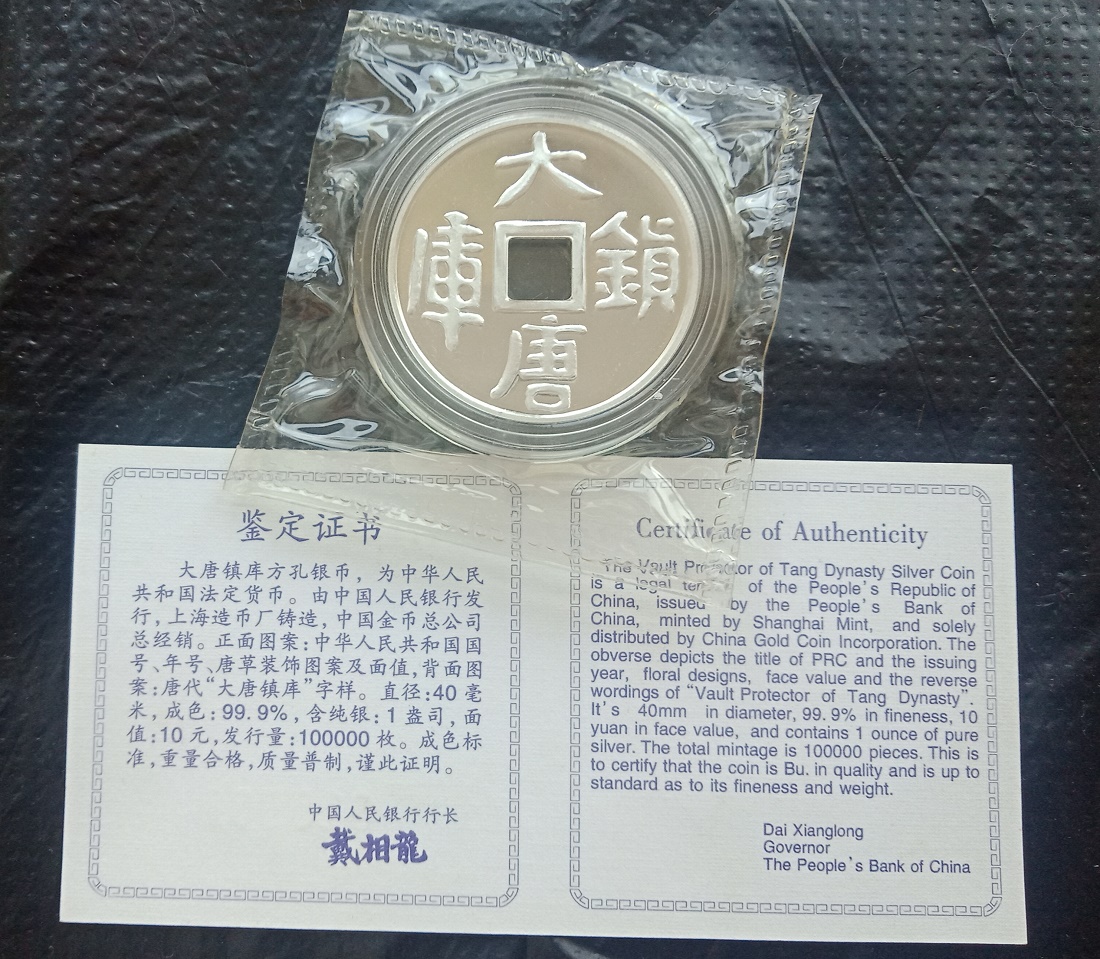 大
庫 鎮
唐
鉴定证书
大唐镇库方孔银币，为中华人民
共和国法定货币。由中国人民银行发
行，上海造币厂铸造，中国金币总公司
总经销。正面图案：中华人民共和国国
号、年号、唐草装饰图案及面值，背面图
案：唐代“大唐镇库”字样。直径：40毫
米，成色：99.9%，含纯银：1盎司，面
值：10元，发行量：100000枚。成色标
准，重量合格，质量普制，谨此证明。
中国人民银行行长
戴相龍
Certificate of Authenticity
The Vault Protector of Tang Dynasty Silver Coin
is a legal of the People's Republic of
China, issued by the People's Bank of
China, minted by Shanghai Mint, and solely
distributed by China Gold Coin Incorporation. The
obverse depicts the title of PRC and the issuing
year, floral designs, face value and the reverse
wordings of “Vault Protector of Tang Dynasty”.
It's 40mm in diameter, 99.9% in fineness, 10
yuan in face value, and contains 1 ounce of pure
silver. The total mintage is 100000 pieces. This is
to certify that the coin is Bu. in quality and is up to
standard as to its fineness and weight.
Dai Xianglong
Governor
The People's Bank of China